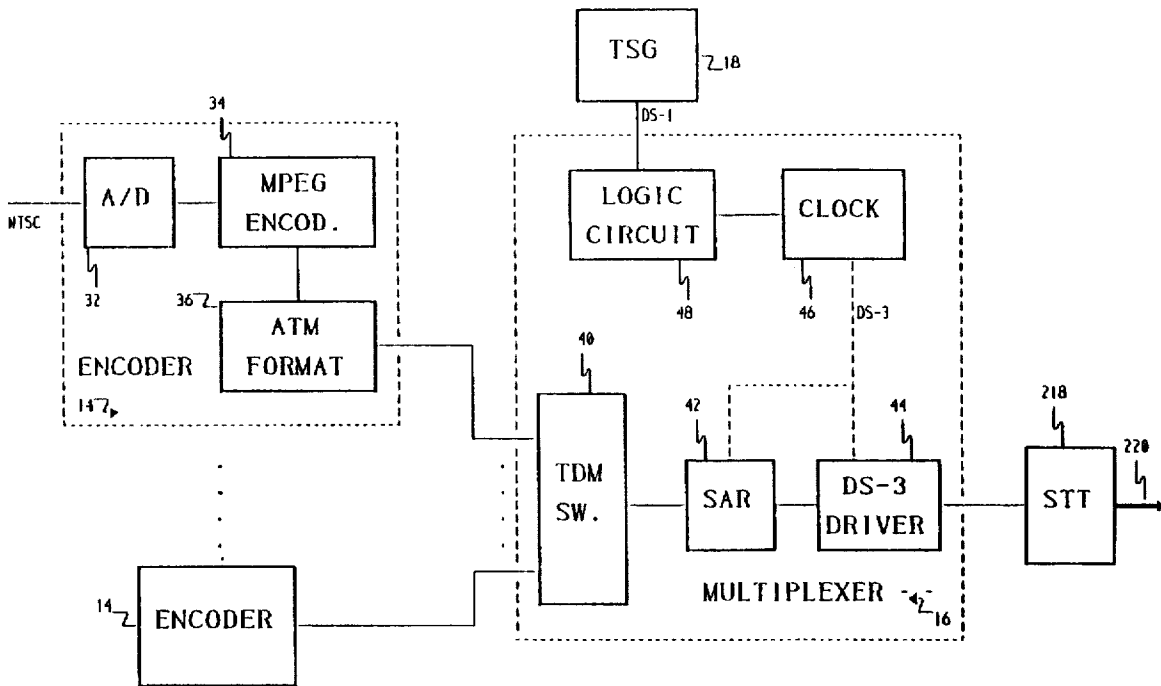 TSG
18
DS-1
34
A/D
MPEG
ENCOD.
NTSC
32
36
ATM
FORMAT
ENCODER
14
LOGIC
CIRCUIT
48
CLOCK
46
DS-3
40
42
44
218
220
TDM
SW.
SAR
DS-3
DRIVER
STT
MULTIPLEXER
16
14
ENCODER